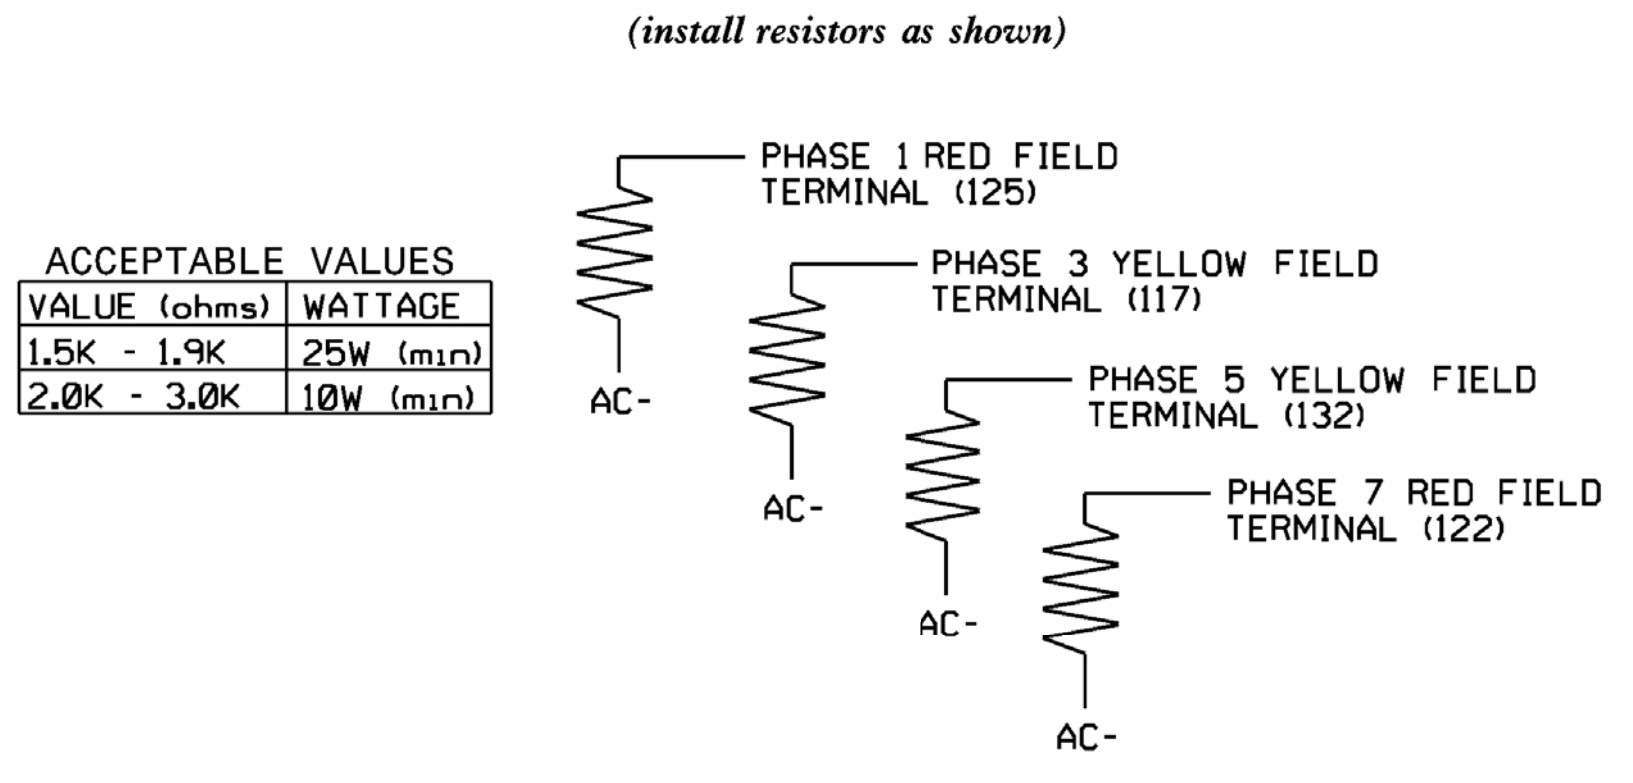 (install resistors as shown)
ACCEPTABLE VALUES
VALUE (ohms) WATTAGE
1.5K - 1.9K 25W (min)
2.0K - 3.0K 10W (min)
PHASE 1 RED FIELD
TERMINAL (125)
AC-
PHASE 3 YELLOW FIELD
TERMINAL (117)
AC-
PHASE 5 YELLOW FIELD
TERMINAL (132)
AC-
PHASE 7 RED FIELD
TERMINAL (122)
AC-